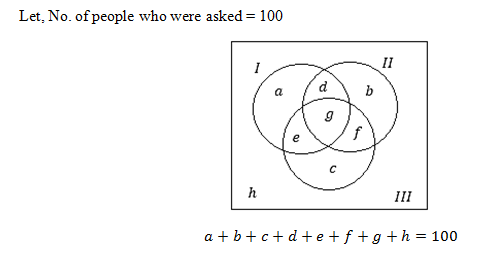 Let, No. of people who were asked = 100
I
II
a
d
b
g
e
f
c
h
III
a + b + c + d + e + f + g + h = 100